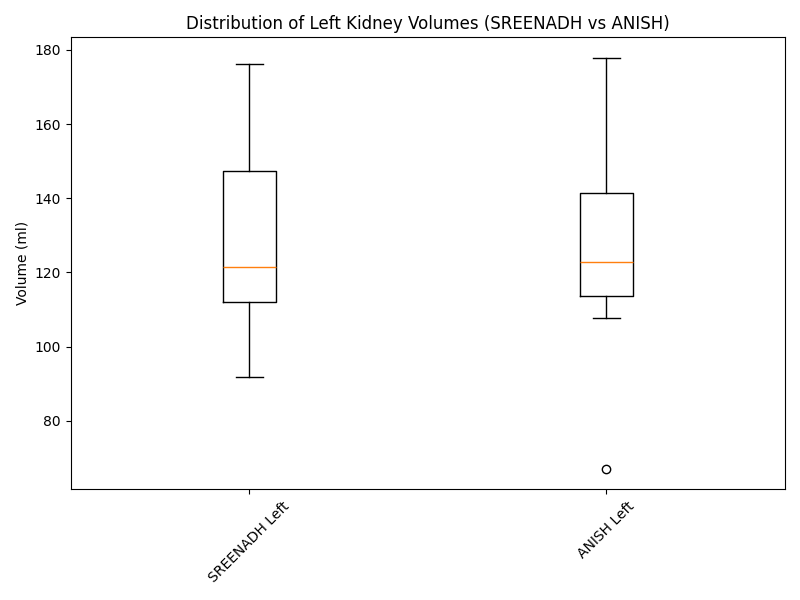 Distribution of Left Kidney Volumes (SREENADH vs ANISH)
Volume (ml)
180
160
140
120
100
80
SREENADH Left
ANISH Left